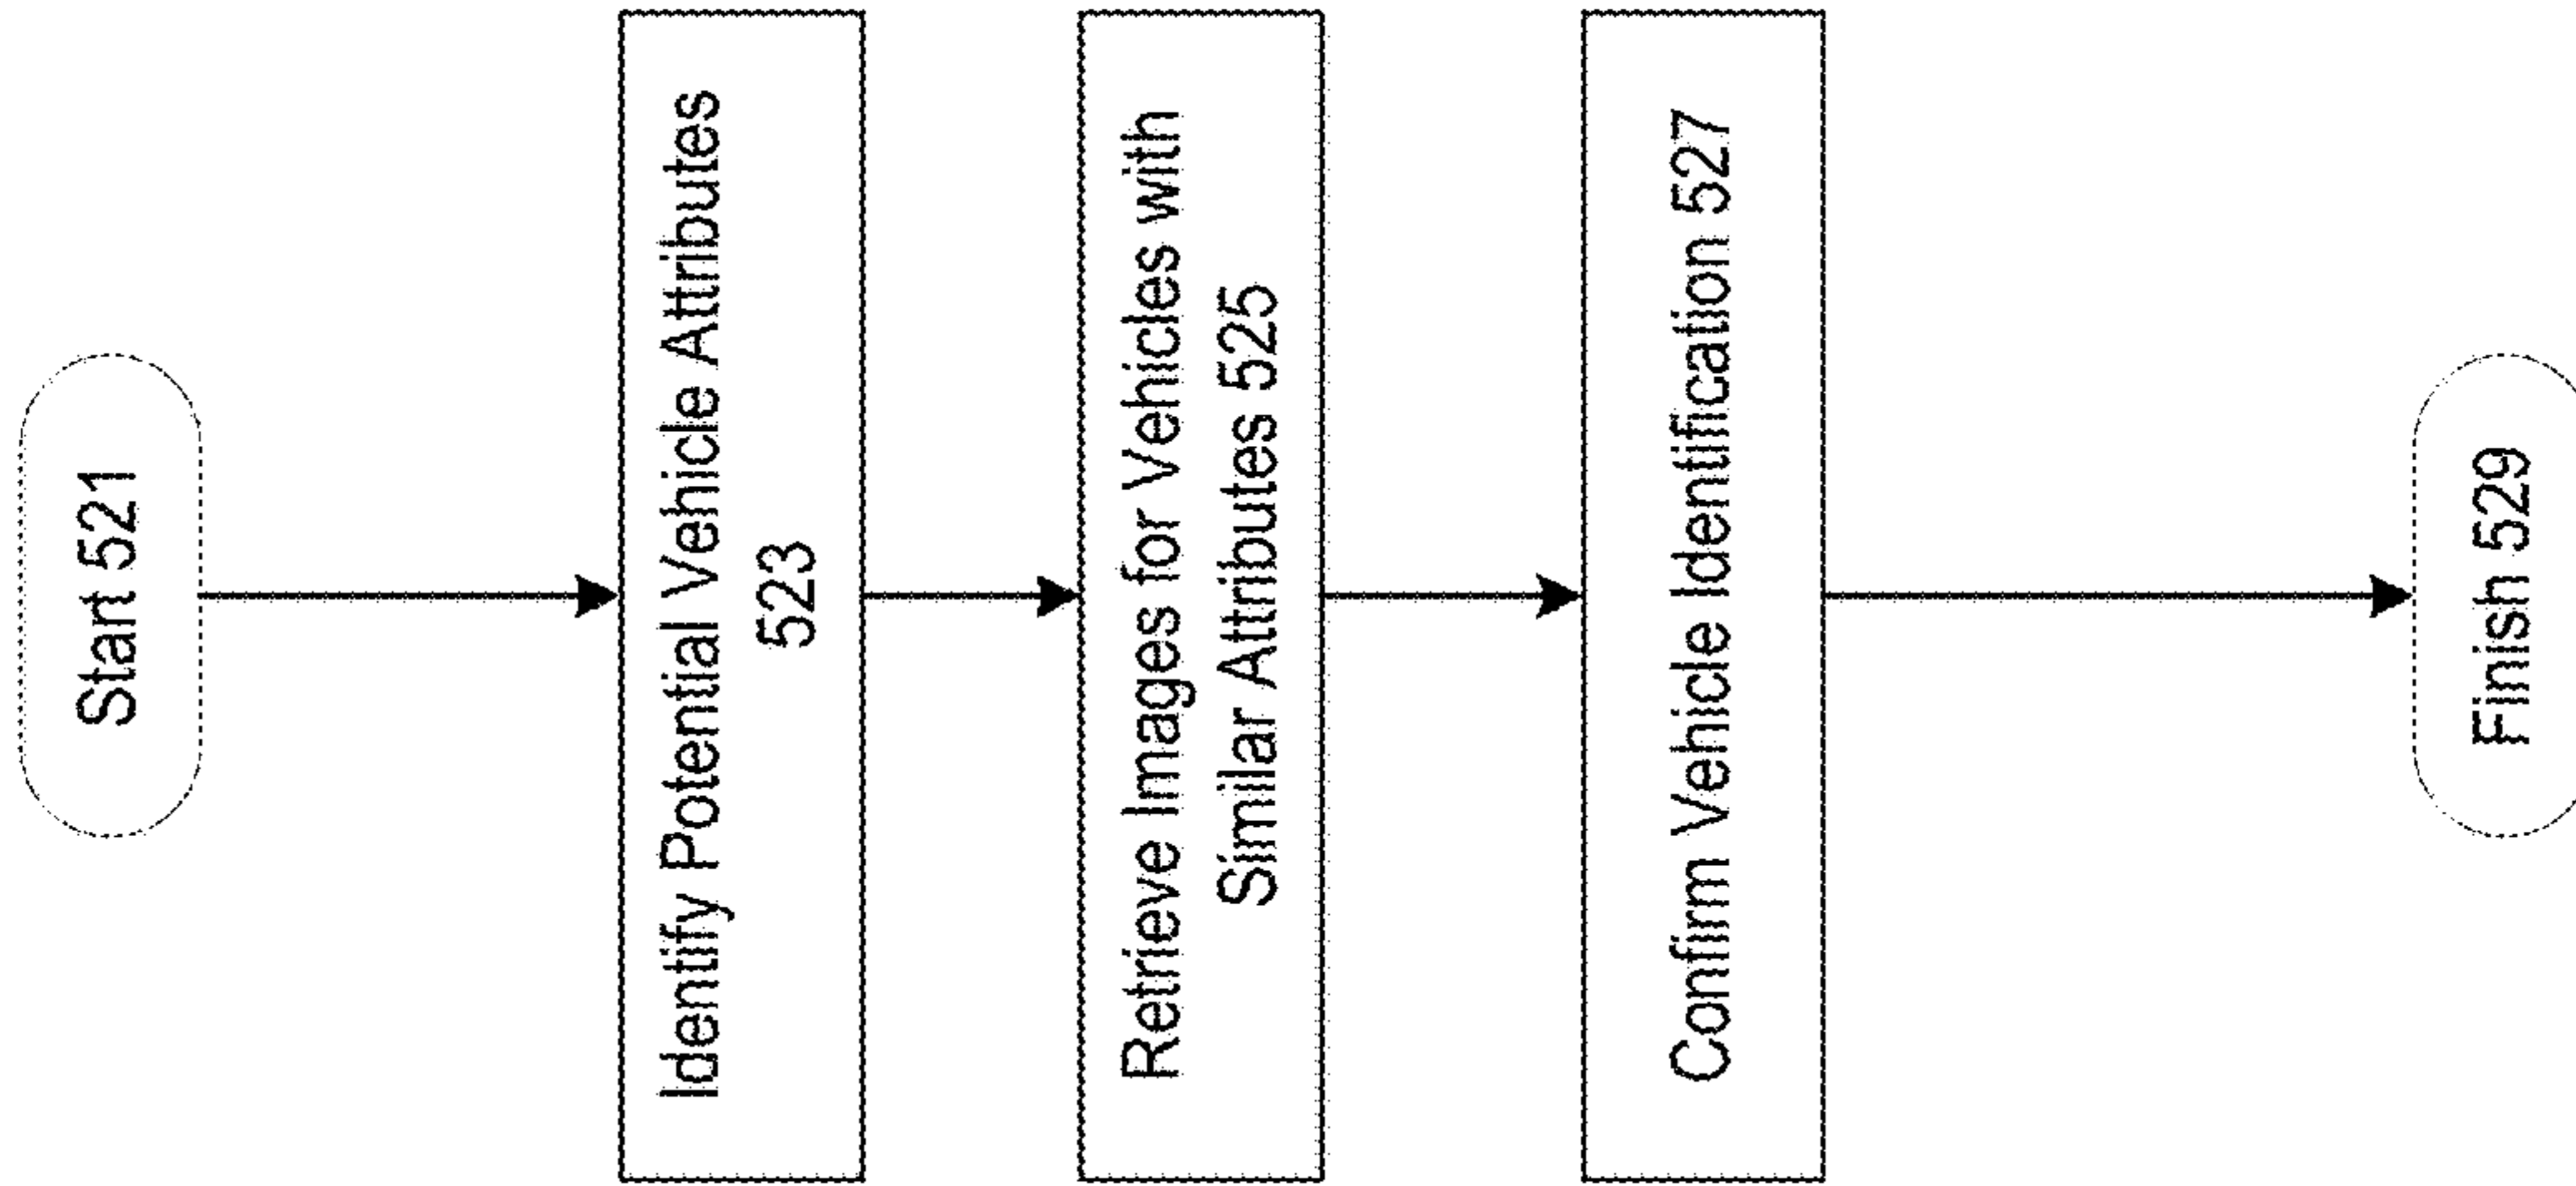 Start 521
Identify Potential Vehicle Attributes
523
Retrieve Images for Vehicles with
Similar Attributes 525
Confirm Vehicle Identification 527
Finish 529